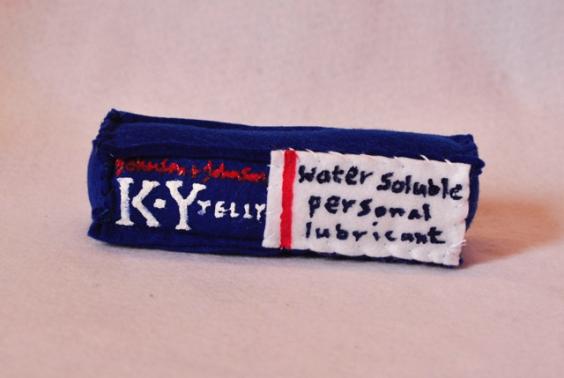 Johnson & Johnson
K-Y JELLY
water soluble
personal
lubricant